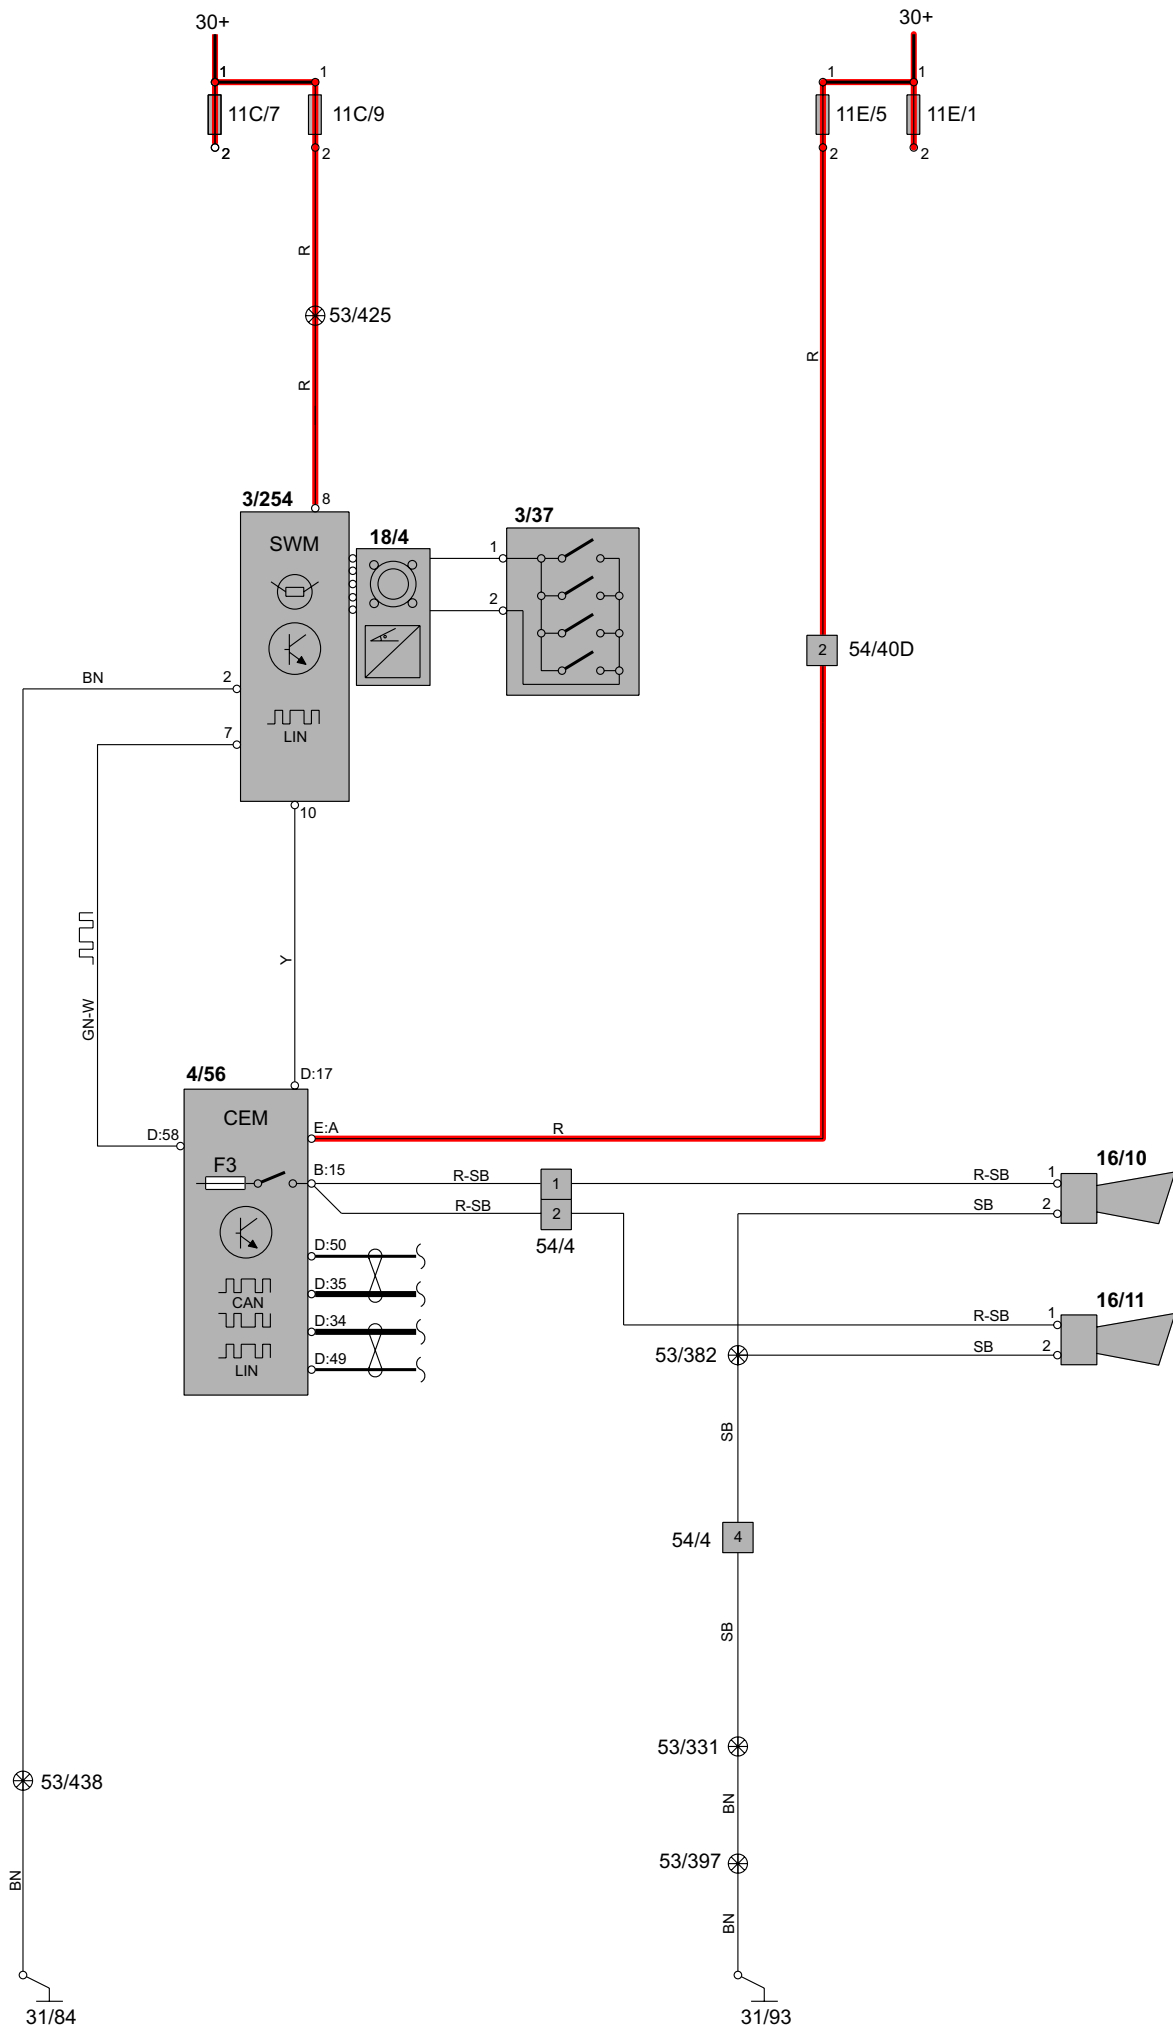 30+
30+
1
1
11C/7
11C/9
2
2
1
1
11E/5
11E/1
2
2
R
53/425
R
R
3/254
8
SWM
18/4
3/37
1
2
2
54/40D
BN
2
7
LIN
10
Y
GN-W
4/56
D:17
CEM
D:58
E:A
R
F3
B:15
R-SB
1
R-SB
1
16/10
R-SB
2
SB
2
54/4
D:50
D:35
CAN
D:34
D:49
LIN
R-SB
1
16/11
53/382
SB
2
SB
54/4
4
SB
53/331
53/438
BN
53/397
BN
BN
31/84
31/93